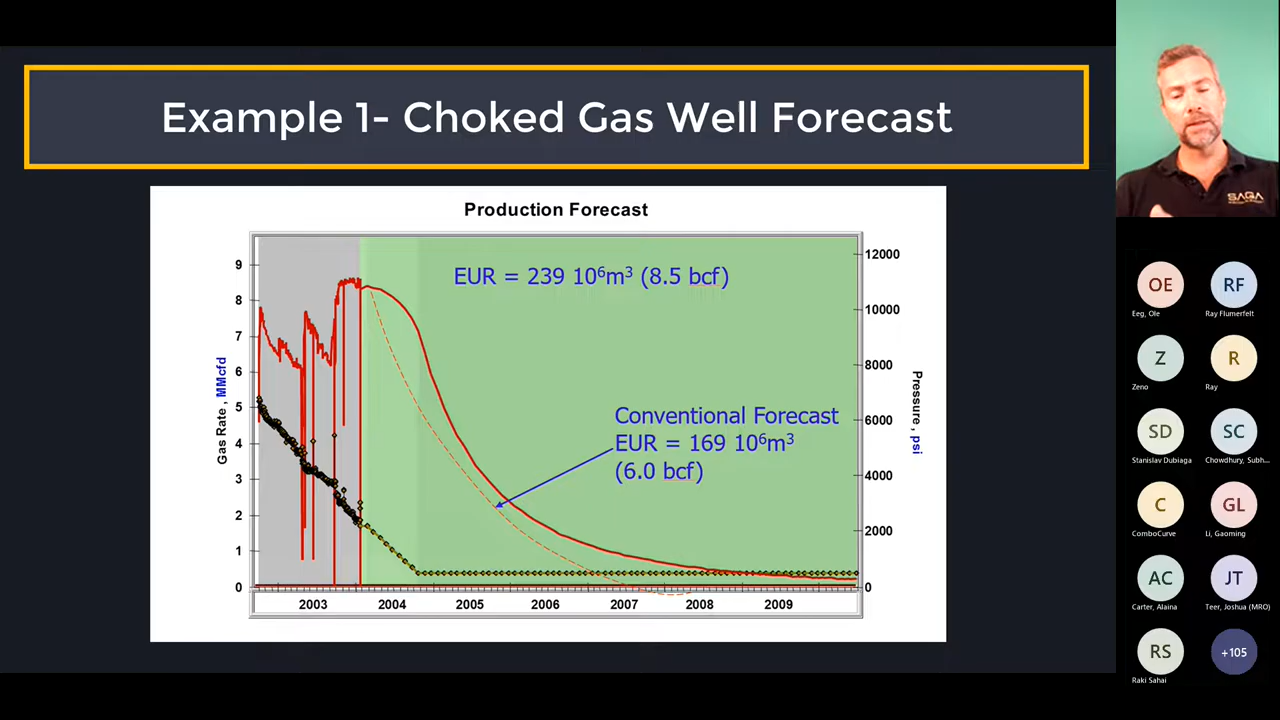 Example 1- Choked Gas Well Forecast
Production Forecast
EUR = 239 10⁶m³ (8.5 bcf)
Conventional Forecast
EUR = 169 10⁶m³
(6.0 bcf)
Gas Rate , MMcfd
9
8
7
6
5
4
3
2
1
0
12000
10000
8000
6000
4000
2000
0
Pressure , psi
2003 2004 2005 2006 2007 2008 2009
SAGA
OE
Eeg, Ole
RF
Ray Flumerfelt
Z
Zeno
R
Ray
SD
Stanislav Dubiaga
SC
Chowdhury, Subh...
C
ComboCurve
GL
Li, Gaoming
AC
Carter, Alaina
JT
Teer, Joshua (MRO)
RS
Raki Sahai
+105